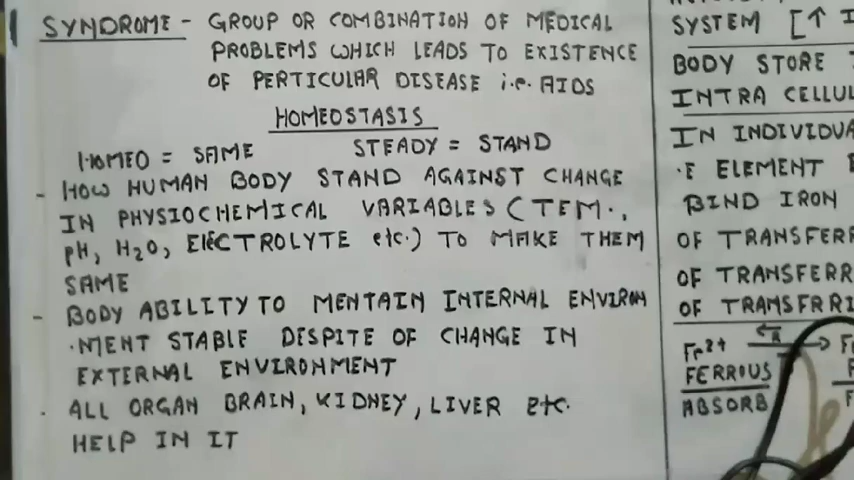 SYNDROME - GROUP OR COMBINATION OF MEDICAL
PROBLEMS WHICH LEADS TO EXISTENCE
OF PERTICULAR DISEASE i.e. AIDS
HOMEOSTASIS
HOMEO = SAME STEADY = STAND
- HOW HUMAN BODY STAND AGAINST CHANGE
IN PHYSIOCHEMICAL VARIABLES (TEM.,
pH, H2O, ElECTROLYTE etc.) TO MAKE THEM
SAME
- BODY ABILITY TO MENTAIN INTERNAL ENVIRON
.MENT STABLE DESPITE OF CHANGE IN
EXTERNAL ENVIRONMENT
. ALL ORGAN BRAIN, KIDNEY, LIVER etc.
HELP IN IT
SYSTEM [↑
BODY STORE
INTRA CELLUL
IN INDIVIDUA
.E ELEMENT
BIND IRON
OF TRANSFERR
OF TRANSFERR
OF TRANSFRRI
Fe2+
FERROUS
ABSORB